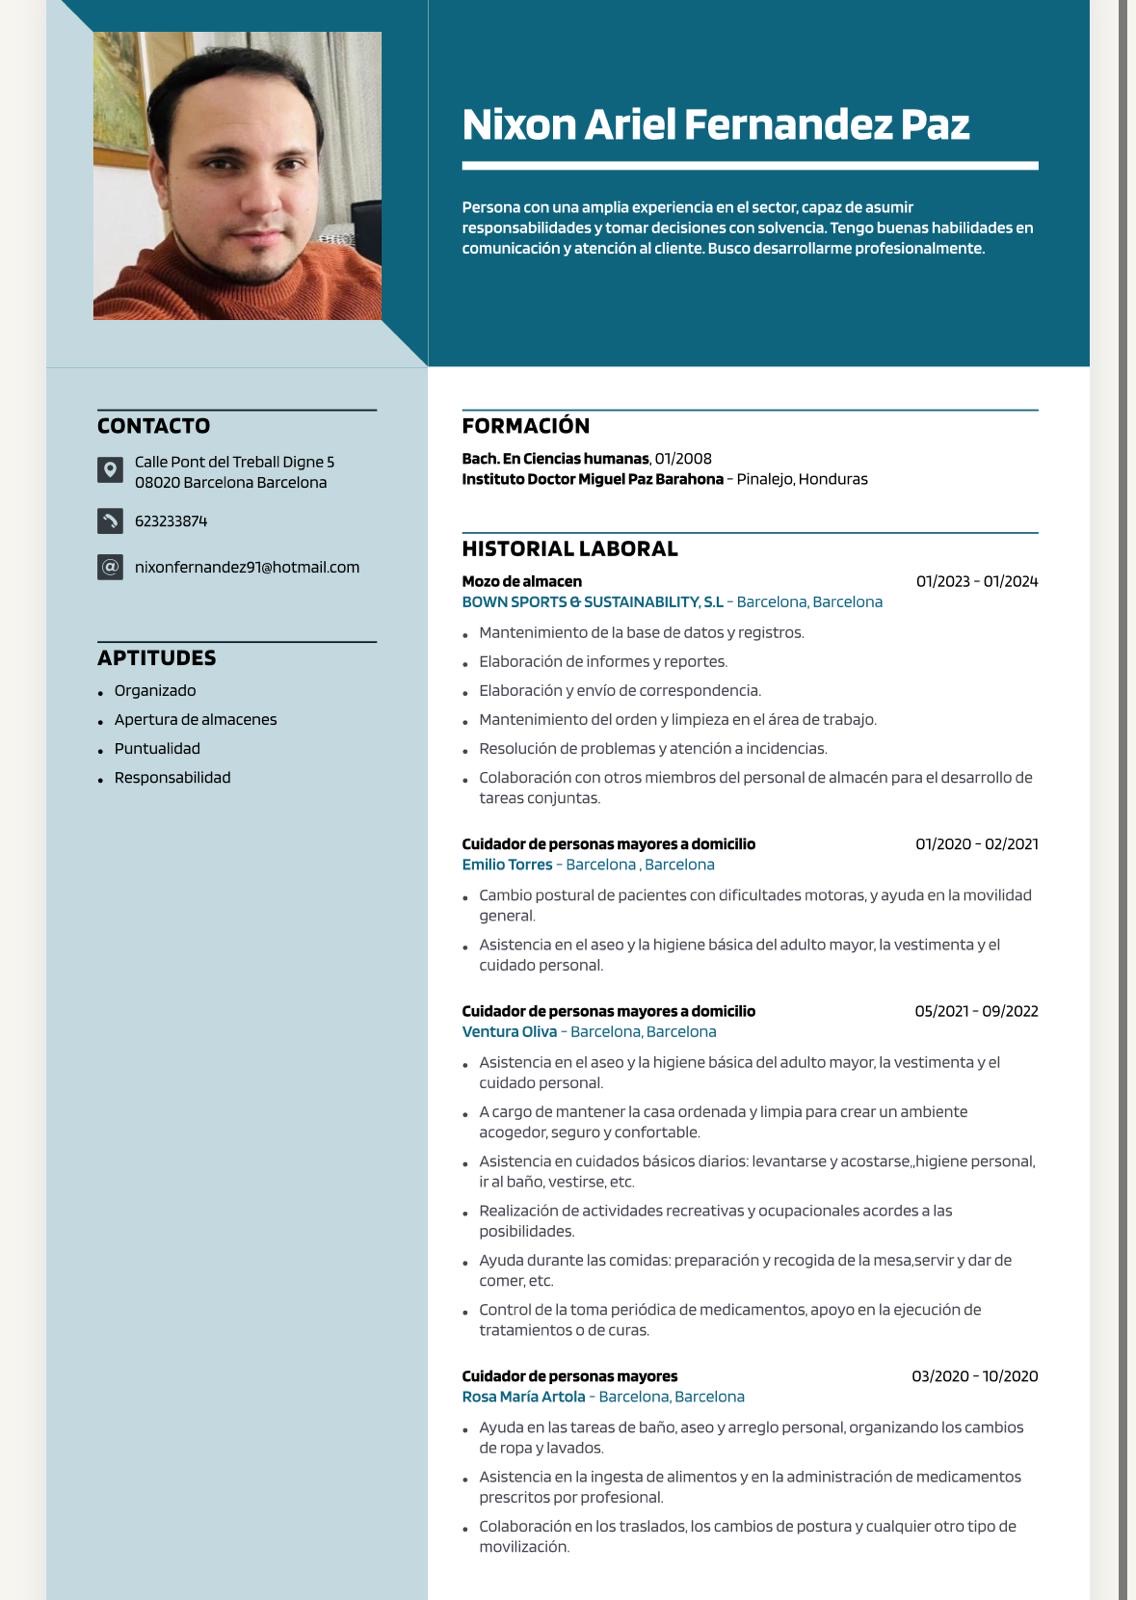 Nixon Ariel Fernandez Paz
Persona con una amplia experiencia en el sector, capaz de asumir
responsabilidades y tomar decisiones con solvencia. Tengo buenas habilidades en
comunicación y atención al cliente. Busco desarrollarme profesionalmente.
CONTACTO
Calle Pont del Treball Digne 5
08020 Barcelona Barcelona
623233874
@ nixonfernandez91@hotmail.com
APTITUDES
• Organizado
• Apertura de almacenes
• Puntualidad
• Responsabilidad
FORMACIÓN
Bach. En Ciencias humanas, 01/2008
Instituto Doctor Miguel Paz Barahona - Pinalejo, Honduras
HISTORIAL LABORAL
Mozo de almacen 01/2023 - 01/2024
BOWN SPORTS & SUSTAINABILITY, S.L - Barcelona, Barcelona
• Mantenimiento de la base de datos y registros.
• Elaboración de informes y reportes.
• Elaboración y envío de correspondencia.
• Mantenimiento del orden y limpieza en el área de trabajo.
• Resolución de problemas y atención a incidencias.
• Colaboración con otros miembros del personal de almacén para el desarrollo de
tareas conjuntas.
Cuidador de personas mayores a domicilio 01/2020 - 02/2021
Emilio Torres - Barcelona , Barcelona
• Cambio postural de pacientes con dificultades motoras, y ayuda en la movilidad
general.
• Asistencia en el aseo y la higiene básica del adulto mayor, la vestimenta y el
cuidado personal.
Cuidador de personas mayores a domicilio 05/2021 - 09/2022
Ventura Oliva - Barcelona, Barcelona
• Asistencia en el aseo y la higiene básica del adulto mayor, la vestimenta y el
cuidado personal.
• A cargo de mantener la casa ordenada y limpia para crear un ambiente
acogedor, seguro y confortable.
• Asistencia en cuidados básicos diarios: levantarse y acostarse,,higiene personal,
ir al baño, vestirse, etc.
• Realización de actividades recreativas y ocupacionales acordes a las
posibilidades.
• Ayuda durante las comidas: preparación y recogida de la mesa,servir y dar de
comer, etc.
• Control de la toma periódica de medicamentos, apoyo en la ejecución de
tratamientos o de curas.
Cuidador de personas mayores 03/2020 - 10/2020
Rosa María Artola - Barcelona, Barcelona
• Ayuda en las tareas de baño, aseo y arreglo personal, organizando los cambios
de ropa y lavados.
• Asistencia en la ingesta de alimentos y en la administración de medicamentos
prescritos por profesional.
• Colaboración en los traslados, los cambios de postura y cualquier otro tipo de
movilización.